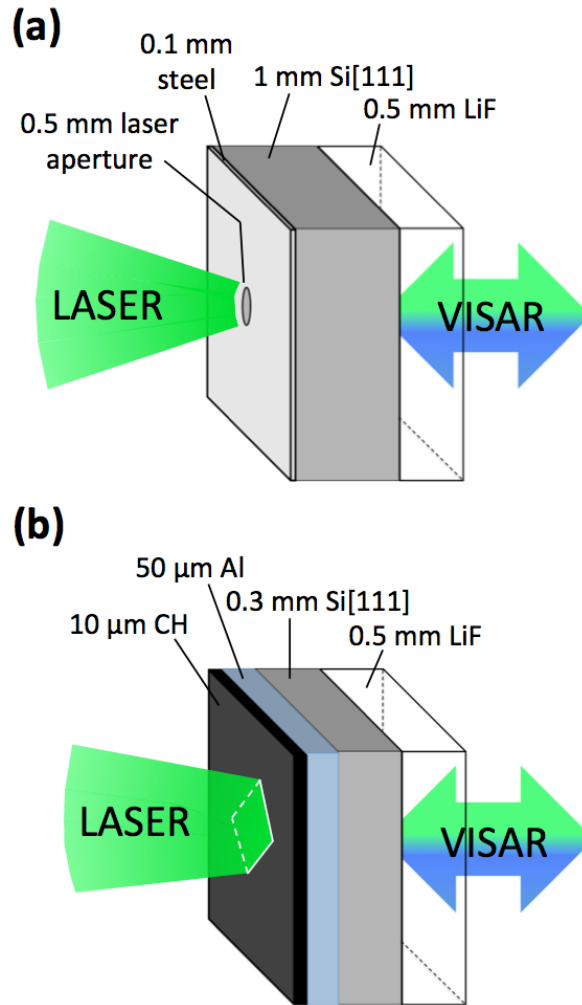 (a)
0.1 mm
steel
1 mm Si[111]
0.5 mm LiF
0.5 mm laser
aperture
LASER
VISAR
(b)
50 μm Al
0.3 mm Si[111]
10 μm CH
0.5 mm LiF
LASER
VISAR